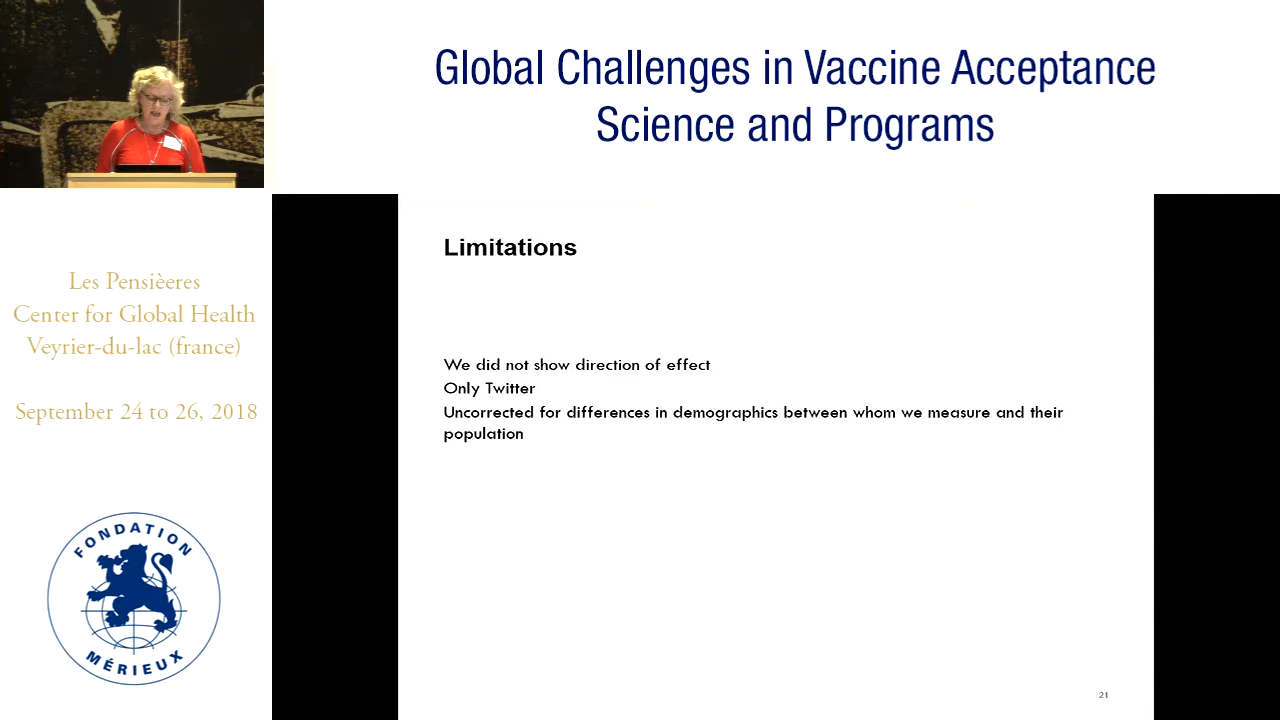 Global Challenges in Vaccine Acceptance
Science and Programs
Les Pensièeres
Center for Global Health
Veyrier-du-lac (france)
September 24 to 26, 2018
FONDATION
MÉRIEUX
Limitations
We did not show direction of effect
Only Twitter
Uncorrected for differences in demographics between whom we measure and their
population
21